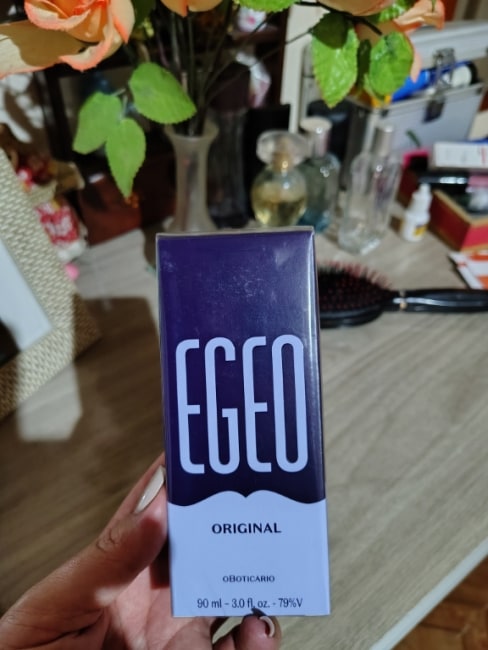 EGEO
ORIGINAL
oBOTICARIO
90 ml - 3.0 fl. oz. - 79%V